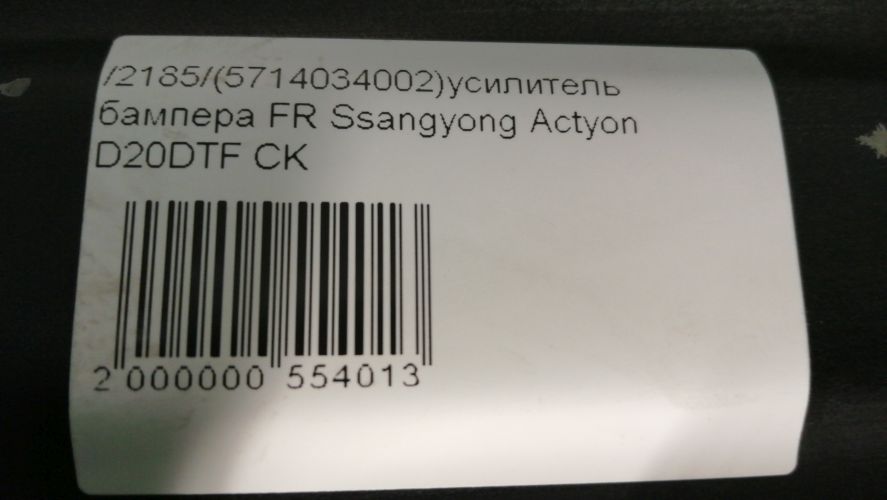 /2185/(5714034002)усилитель
бампера FR Ssangyong Actyon
D20DTF CK
2 000000 554013